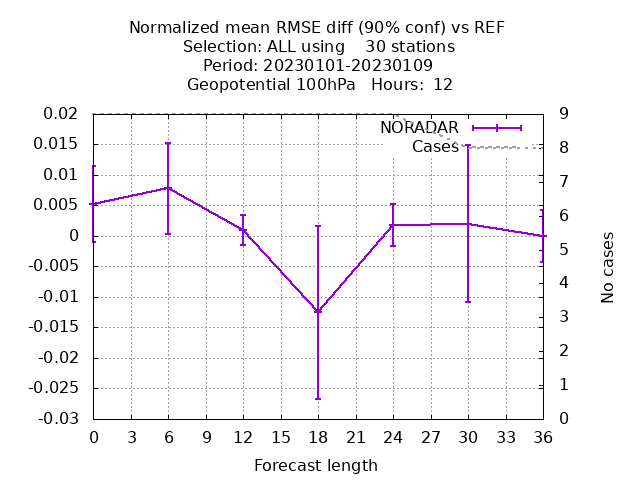 Normalized mean RMSE diff (90% conf) vs REF
Selection: ALL using    30 stations
Period: 20230101-20230109
Geopotential 100hPa   Hours:  12
0.02
0.015
0.01
0.005
0
-0.005
-0.01
-0.015
-0.02
-0.025
-0.03
NORADAR
Cases
9
8
7
6
5
4
3
2
1
0
No cases
0 3 6 9 12 15 18 21 24 27 30 33 36
Forecast length